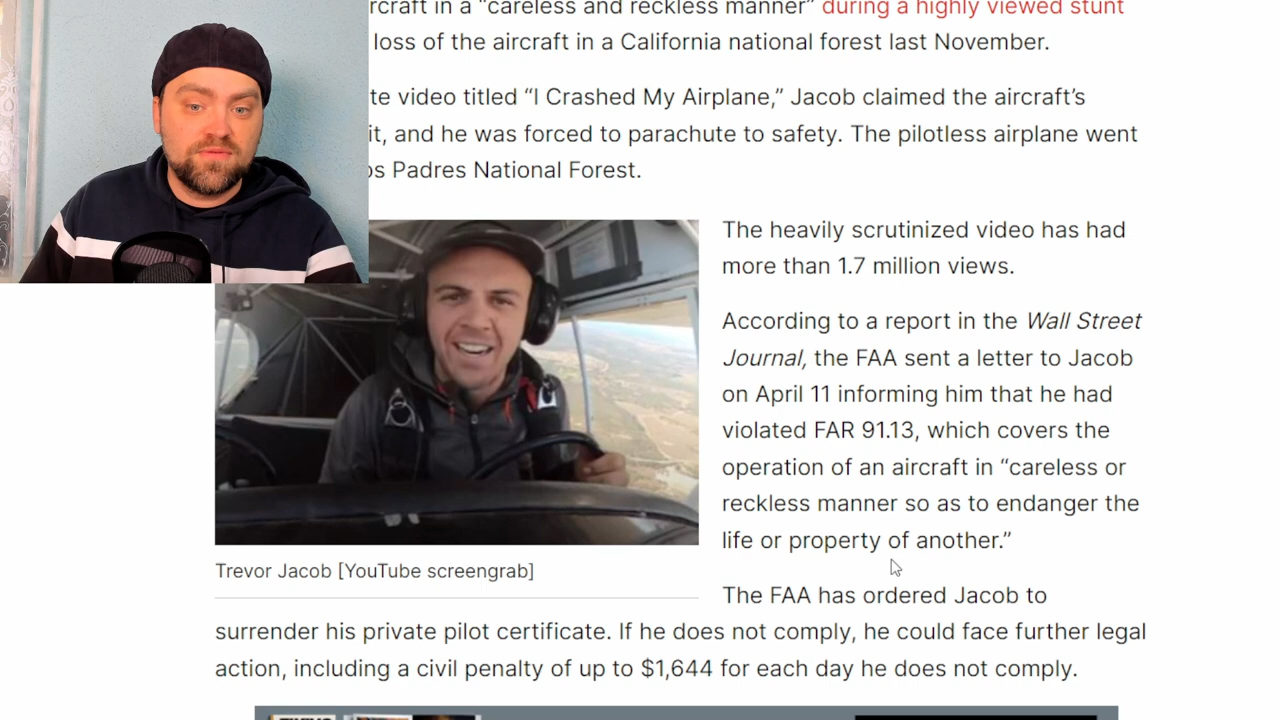 rcraft in a “careless and reckless manner” during a highly viewed stunt
loss of the aircraft in a California national forest last November.
te video titled “I Crashed My Airplane,” Jacob claimed the aircraft’s
it, and he was forced to parachute to safety. The pilotless airplane went
os Padres National Forest.
The heavily scrutinized video has had
more than 1.7 million views.
According to a report in the Wall Street
Journal, the FAA sent a letter to Jacob
on April 11 informing him that he had
violated FAR 91.13, which covers the
operation of an aircraft in “careless or
reckless manner so as to endanger the
life or property of another.”
Trevor Jacob [YouTube screengrab]
The FAA has ordered Jacob to
surrender his private pilot certificate. If he does not comply, he could face further legal
action, including a civil penalty of up to $1,644 for each day he does not comply.